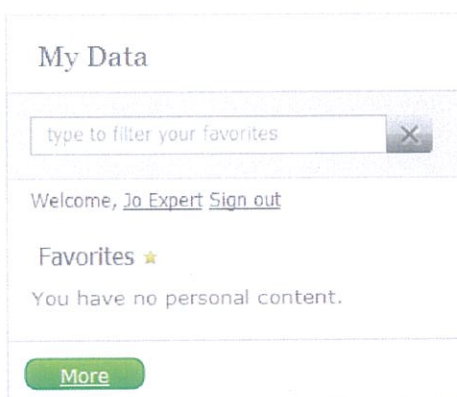 My Data
type to filter your favorites
Welcome, Jo Expert Sign out
Favorites
You have no personal content.
More